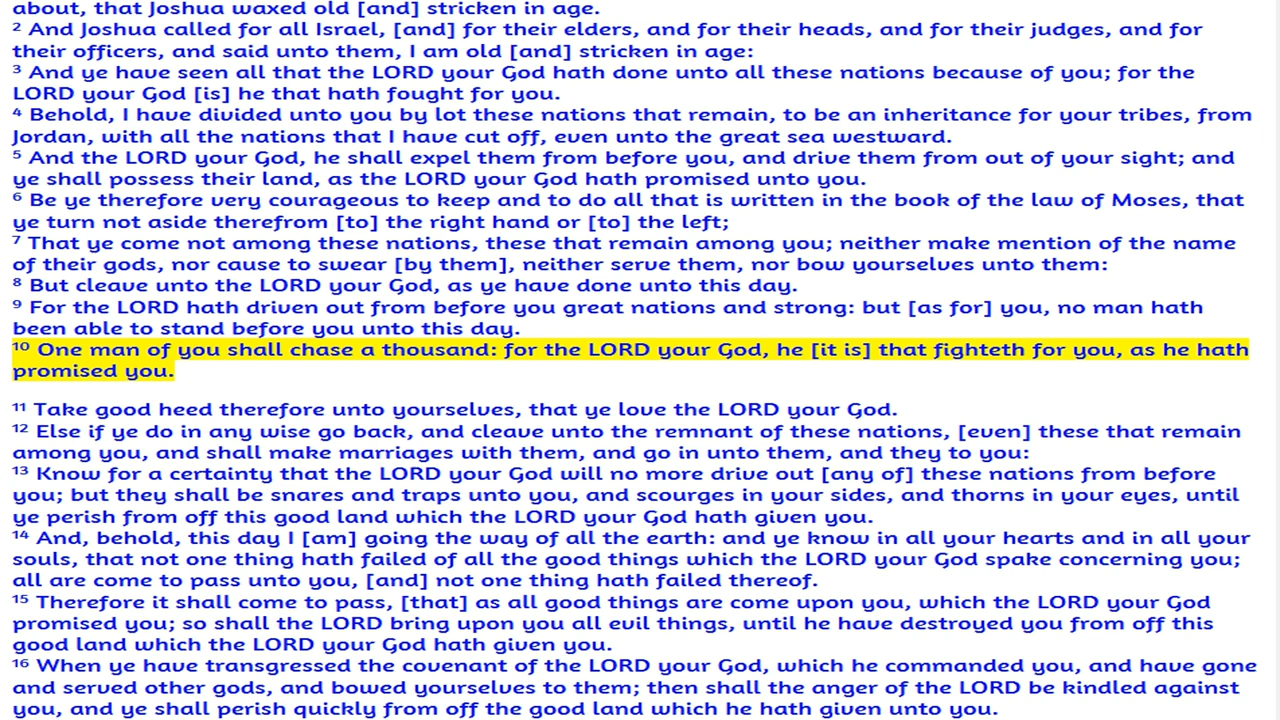 about, that Joshua waxed old [and] stricken in age.
² And Joshua called for all Israel, [and] for their elders, and for their heads, and for their judges, and for
their officers, and said unto them, I am old [and] stricken in age:
³ And ye have seen all that the LORD your God hath done unto all these nations because of you; for the
LORD your God [is] he that hath fought for you.
⁴ Behold, I have divided unto you by lot these nations that remain, to be an inheritance for your tribes, from
Jordan, with all the nations that I have cut off, even unto the great sea westward.
⁵ And the LORD your God, he shall expel them from before you, and drive them from out of your sight; and
ye shall possess their land, as the LORD your God hath promised unto you.
⁶ Be ye therefore very courageous to keep and to do all that is written in the book of the law of Moses, that
ye turn not aside therefrom [to] the right hand or [to] the left;
⁷ That ye come not among these nations, these that remain among you; neither make mention of the name
of their gods, nor cause to swear [by them], neither serve them, nor bow yourselves unto them:
⁸ But cleave unto the LORD your God, as ye have done unto this day.
⁹ For the LORD hath driven out from before you great nations and strong: but [as for] you, no man hath
been able to stand before you unto this day.
¹⁰ One man of you shall chase a thousand: for the LORD your God, he [it is] that fighteth for you, as he hath
promised you.
¹¹ Take good heed therefore unto yourselves, that ye love the LORD your God.
¹² Else if ye do in any wise go back, and cleave unto the remnant of these nations, [even] these that remain
among you, and shall make marriages with them, and go in unto them, and they to you:
¹³ Know for a certainty that the LORD your God will no more drive out [any of] these nations from before
you; but they shall be snares and traps unto you, and scourges in your sides, and thorns in your eyes, until
ye perish from off this good land which the LORD your God hath given you.
¹⁴ And, behold, this day I [am] going the way of all the earth: and ye know in all your hearts and in all your
souls, that not one thing hath failed of all the good things which the LORD your God spake concerning you;
all are come to pass unto you, [and] not one thing hath failed thereof.
¹⁵ Therefore it shall come to pass, [that] as all good things are come upon you, which the LORD your God
promised you; so shall the LORD bring upon you all evil things, until he have destroyed you from off this
good land which the LORD your God hath given you.
¹⁶ When ye have transgressed the covenant of the LORD your God, which he commanded you, and have gone
and served other gods, and bowed yourselves to them; then shall the anger of the LORD be kindled against
you, and ye shall perish quickly from off the good land which he hath given unto you.